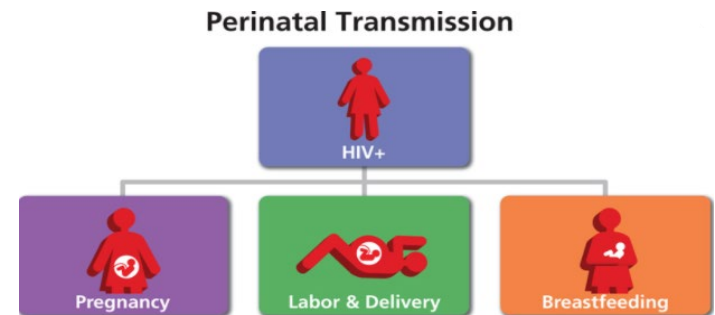 Perinatal Transmission
HIV+
Pregnancy
Labor & Delivery
Breastfeeding